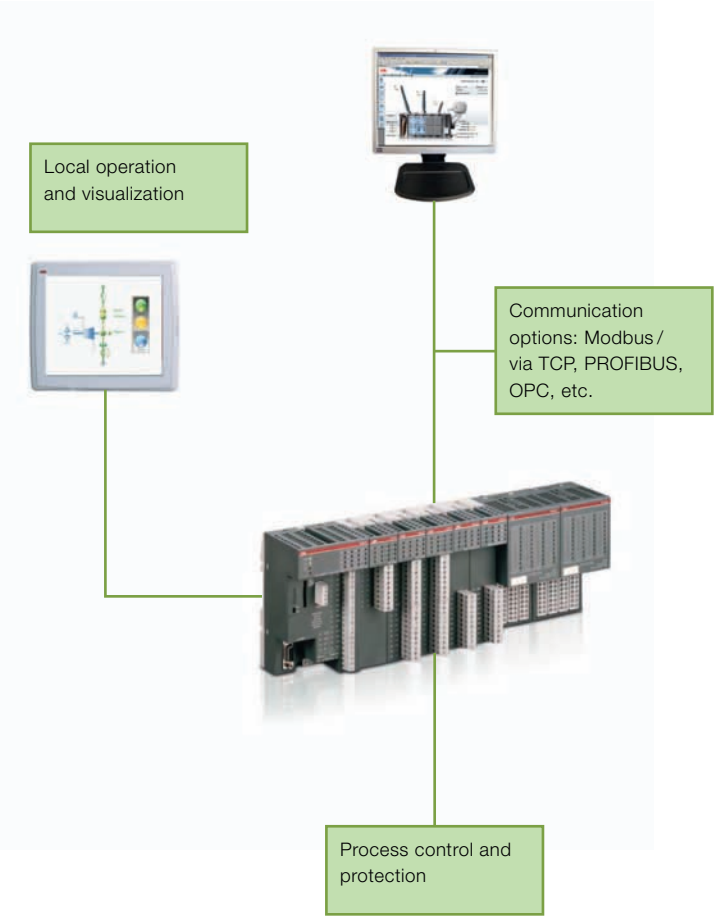 Local operation
and visualization
Communication
options: Modbus /
via TCP, PROFIBUS,
OPC, etc.
Process control and
protection